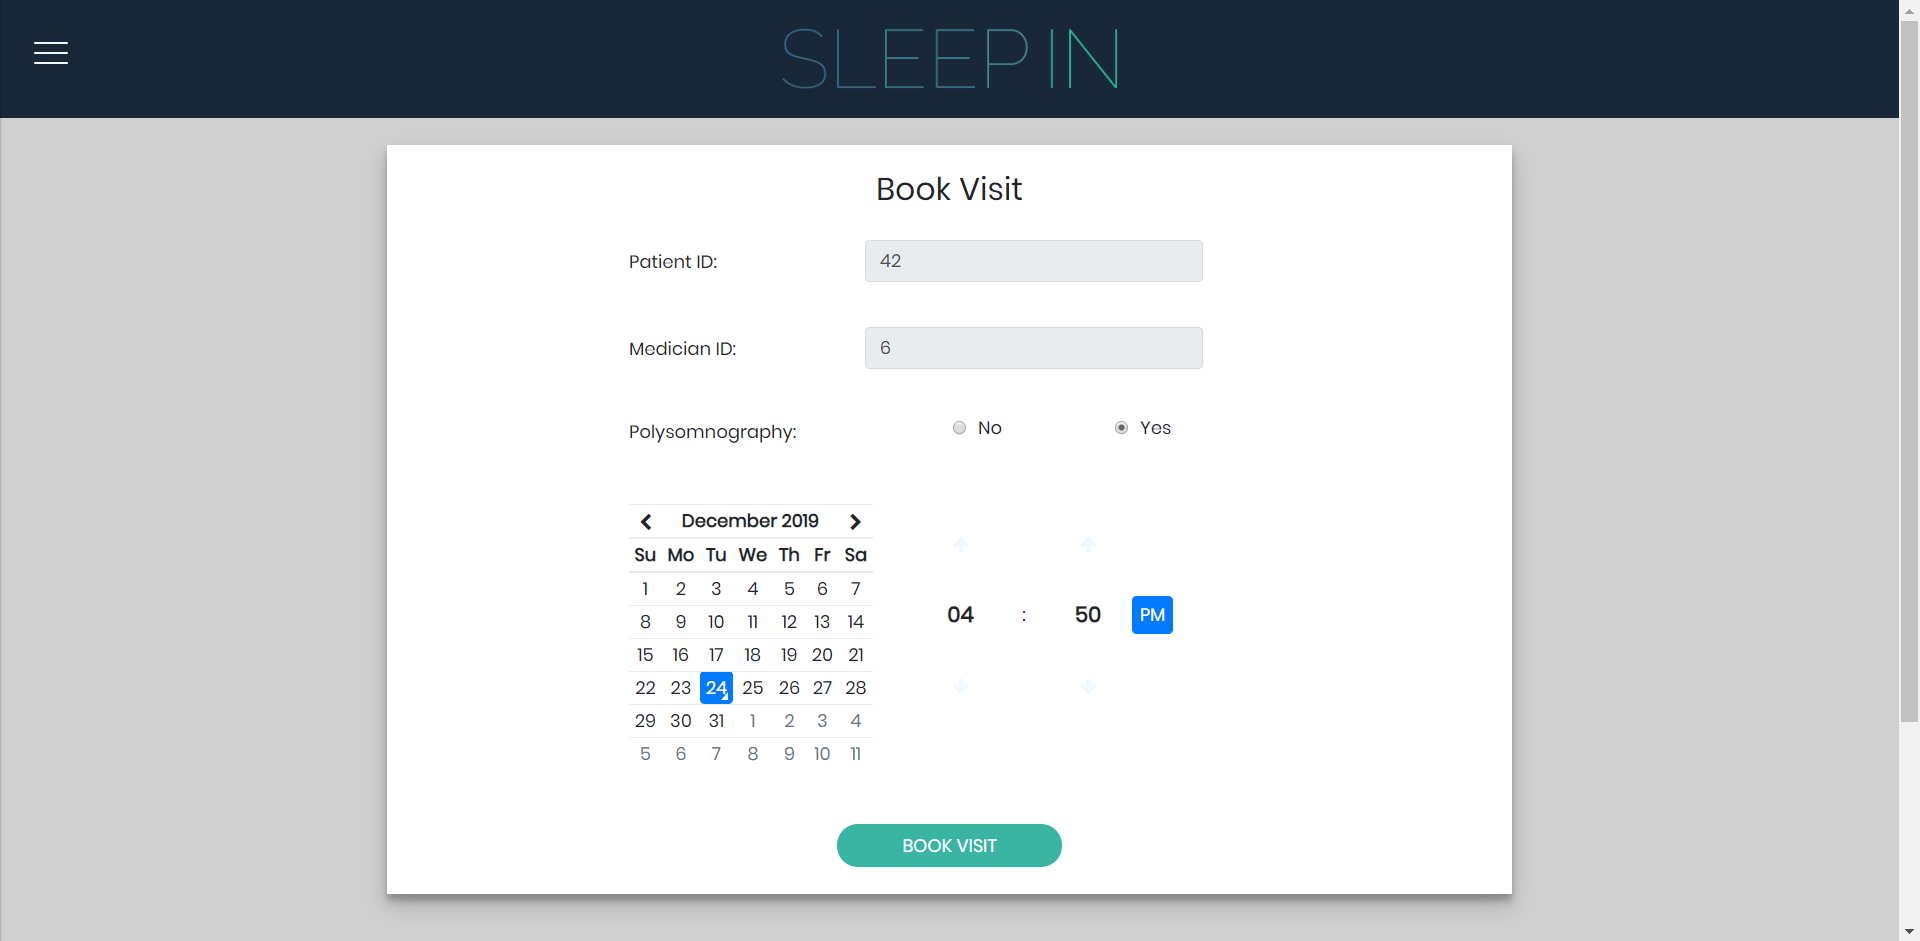 SLEEP IN
Book Visit
Patient ID: 42
Medician ID: 6
Polysomnography: No Yes
December 2019
Su Mo Tu We Th Fr Sa
1 2 3 4 5 6 7
8 9 10 11 12 13 14
15 16 17 18 19 20 21
22 23 24 25 26 27 28
29 30 31 1 2 3 4
5 6 7 8 9 10 11
04 : 50 PM
BOOK VISIT